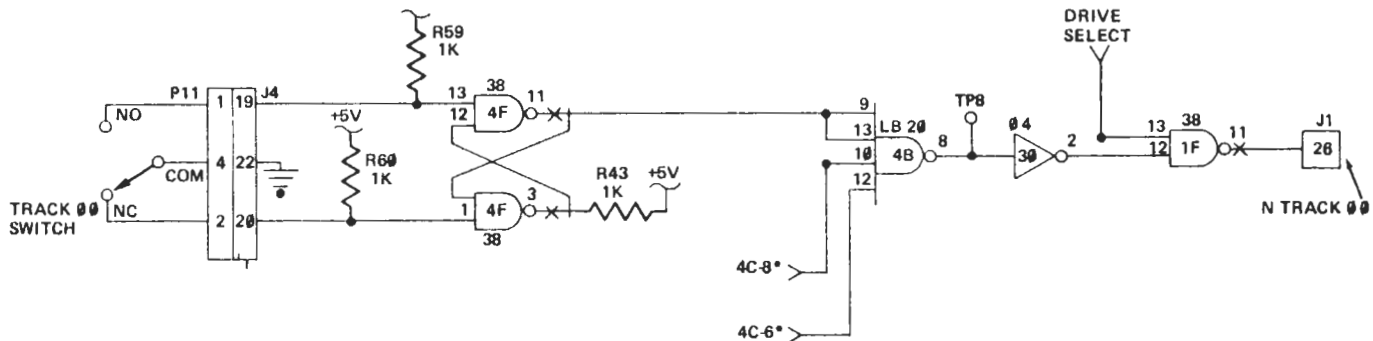 DRIVE
SELECT
R59
1K
P11 J4
NO
1 19
13 38 11
12 4F
9
13 LB 20
10 4B 8
12
TP8
04
30 2
38
13 11
12 1F
J1
26
+5V
4 22
COM
R60
1K
R43
1K
+5V
TRACK 00
SWITCH
NC
2 20
1 4F 3
38
N TRACK 00
4C-8*
4C-6*